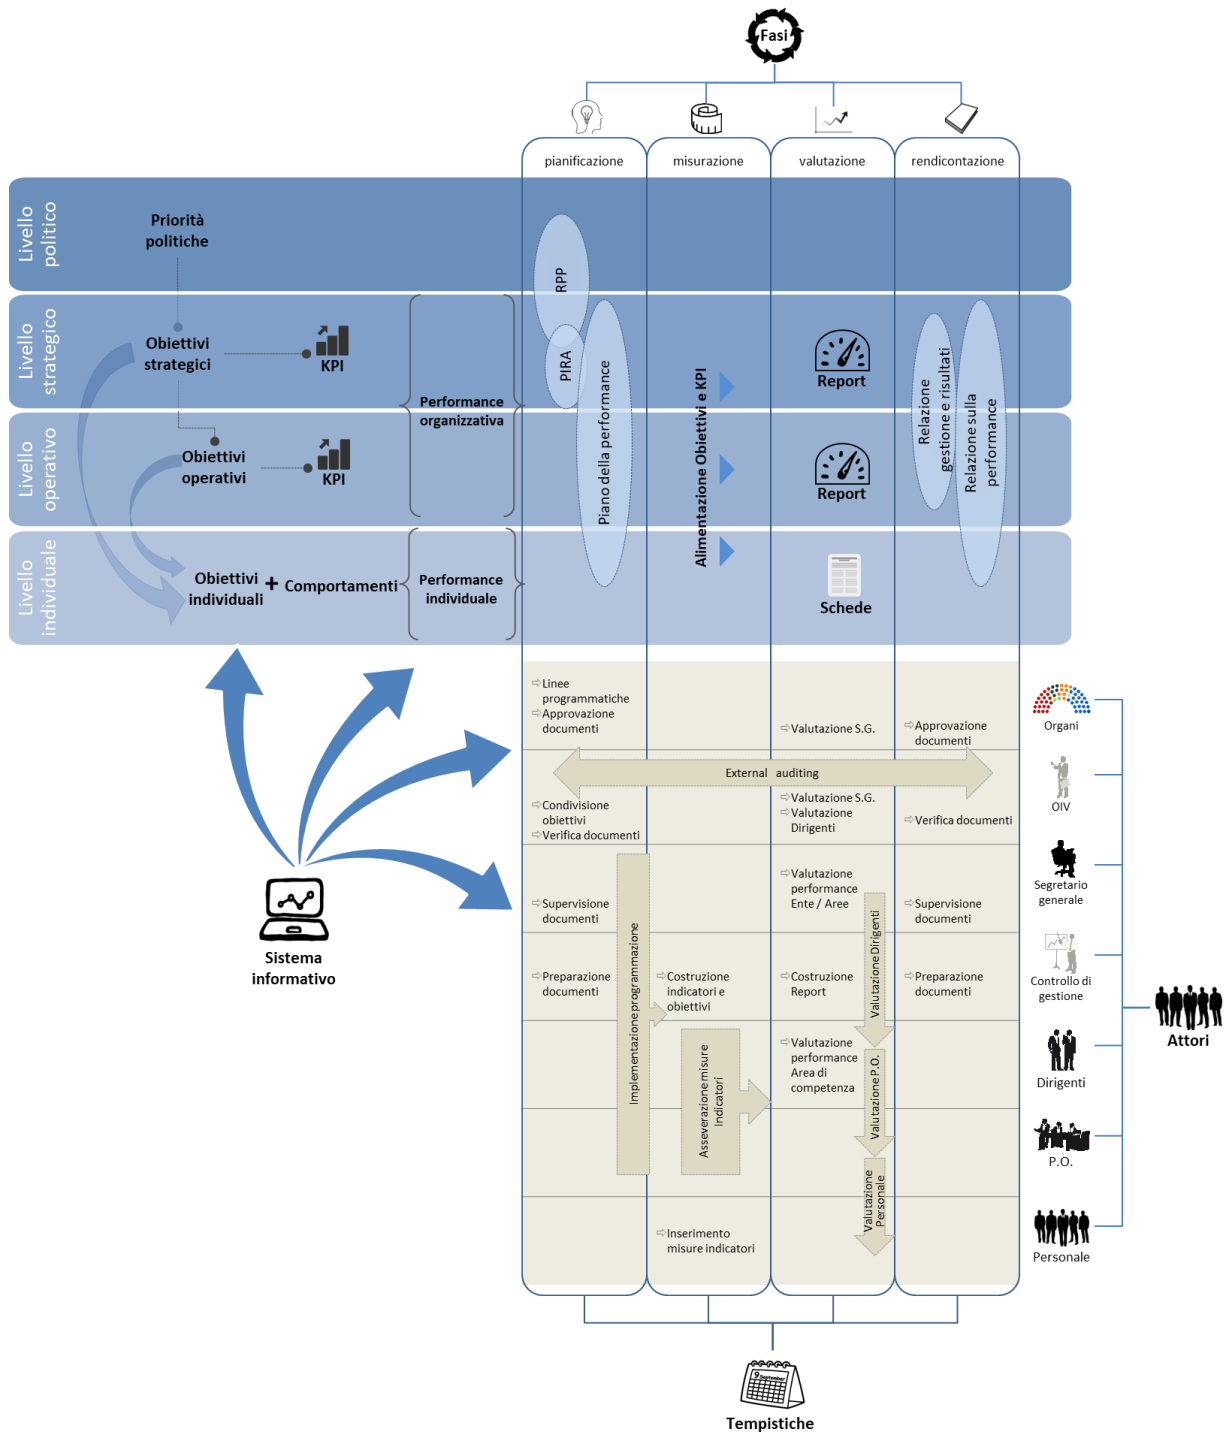 Fasi
pianificazione
misurazione
valutazione
rendicontazione
Livello
politico
Priorità
politiche
RPP
Livello
strategico
Obiettivi
strategici
KPI
PIRA
Piano della performance
Performance
organizzativa
Alimentazione Obiettivi e KPI
Report
Relazione
gestione e risultati
Relazione sulla
performance
Livello
operativo
Obiettivi
operativi
KPI
Report
Livello
individuale
Obiettivi
individuali
+
Comportamenti
Performance
individuale
Schede
Linee
programmatiche
Approvazione
documenti
Valutazione S.G.
Approvazione
documenti
Organi
External auditing
Condivisione
obiettivi
Verifica documenti
Valutazione S.G.
Valutazione
Dirigenti
Verifica documenti
OIV
Supervisione
documenti
Implementazione programmazione
Valutazione
performance
Ente / Aree
Valutazione Dirigenti
Supervisione
documenti
Segretario
generale
Sistema
informativo
Preparazione
documenti
Costruzione
indicatori e
obiettivi
Costruzione
Report
Preparazione
documenti
Controllo di
gestione
Attori
Asseverazione misure
Indicatori
Valutazione
performance
Area di
competenza
Valutazione P.O.
Dirigenti
P.O.
Valutazione
Personale
Inserimento
misure indicatori
Personale
9 September
Tempistiche